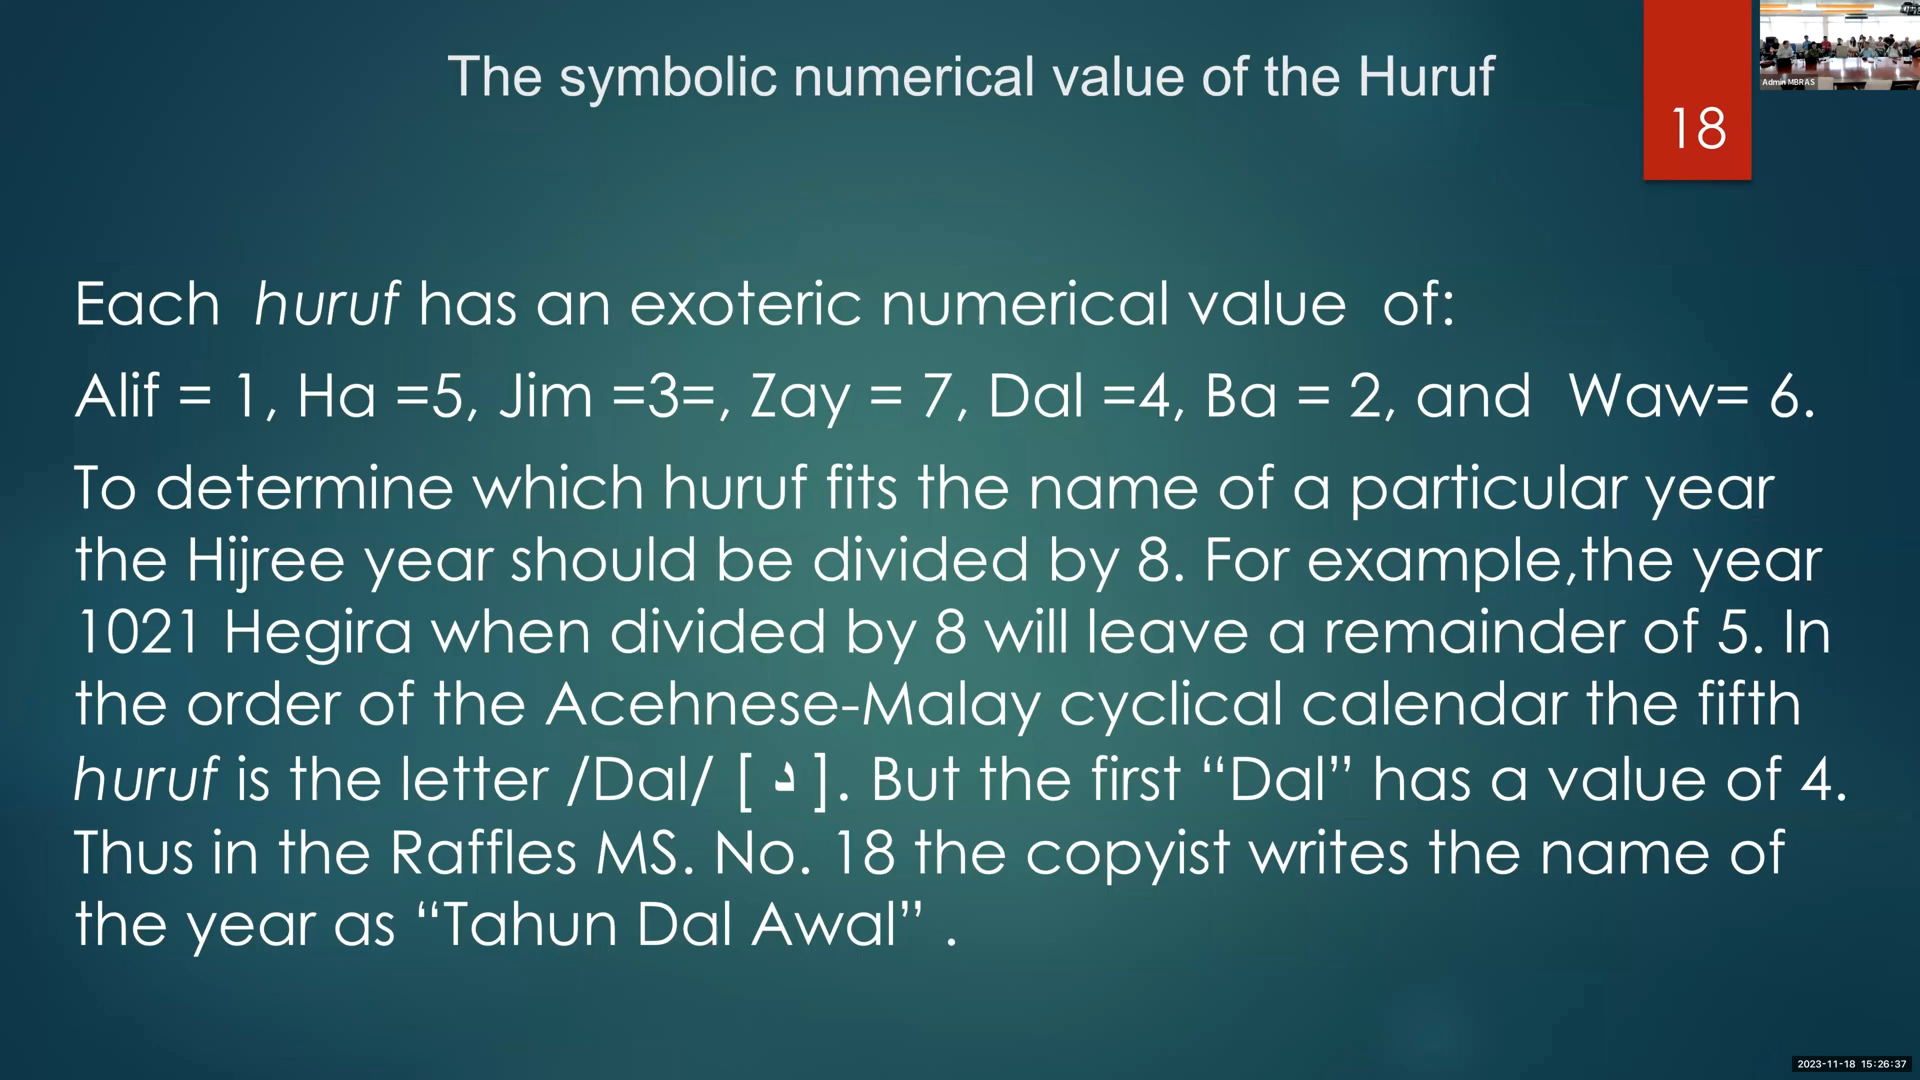 The symbolic numerical value of the Huruf
18
Admin MBRAS
Each huruf has an exoteric numerical value of:
Alif = 1, Ha =5, Jim =3=, Zay = 7, Dal =4, Ba = 2, and Waw= 6.
To determine which huruf fits the name of a particular year
the Hijree year should be divided by 8. For example,the year
1021 Hegira when divided by 8 will leave a remainder of 5. In
the order of the Acehnese-Malay cyclical calendar the fifth
huruf is the letter /Dal/ [ د ]. But the first “Dal” has a value of 4.
Thus in the Raffles MS. No. 18 the copyist writes the name of
the year as “Tahun Dal Awal” .
2023-11-18 15:26:37